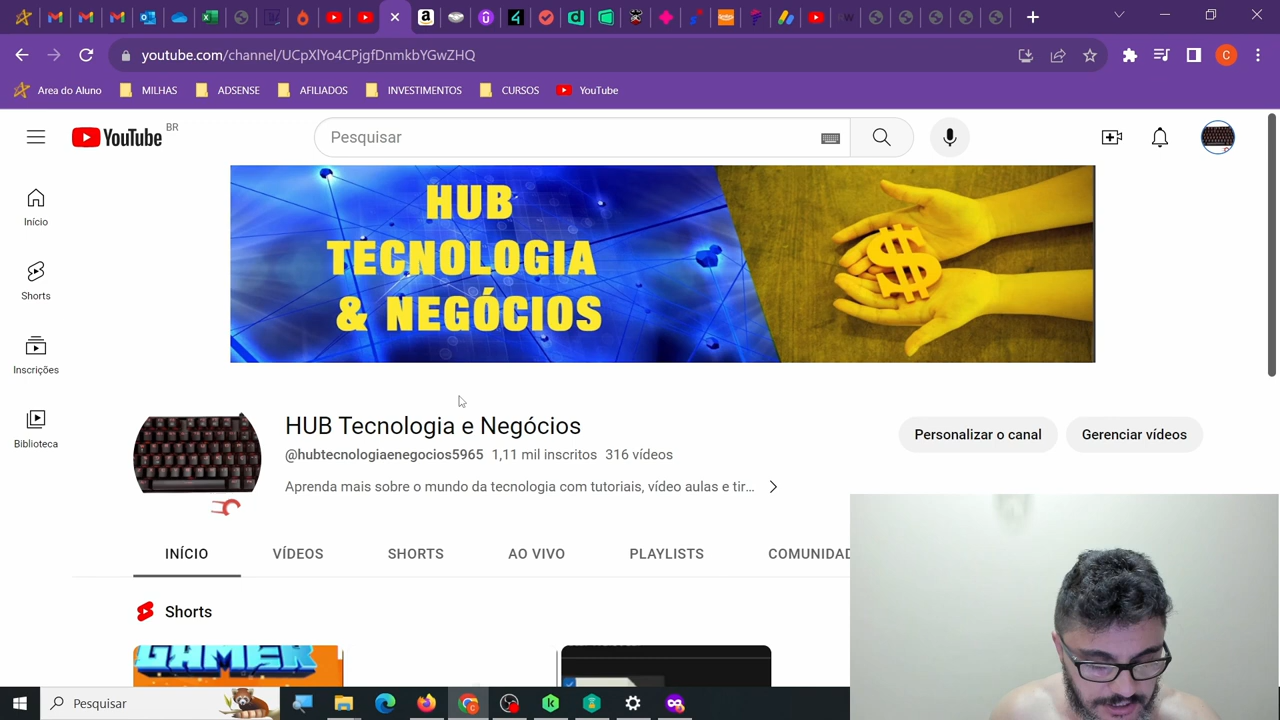 youtube.com/channel/UCpXlYo4CPjgfDnmkbYGwZHQ
Area do Aluno
MILHAS
ADSENSE
AFILIADOS
INVESTIMENTOS
CURSOS
YouTube
YouTube BR
Pesquisar
HUB
TECNOLOGIA
& NEGÓCIOS
Início
Shorts
Inscrições
Biblioteca
HUB Tecnologia e Negócios
@hubtecnologiaenegocios5965 1,11 mil inscritos 316 vídeos
Aprenda mais sobre o mundo da tecnologia com tutoriais, vídeo aulas e tir...
Personalizar o canal
Gerenciar vídeos
INÍCIO
VÍDEOS
SHORTS
AO VIVO
PLAYLISTS
COMUNIDAD
Shorts
GAMER
Pesquisar